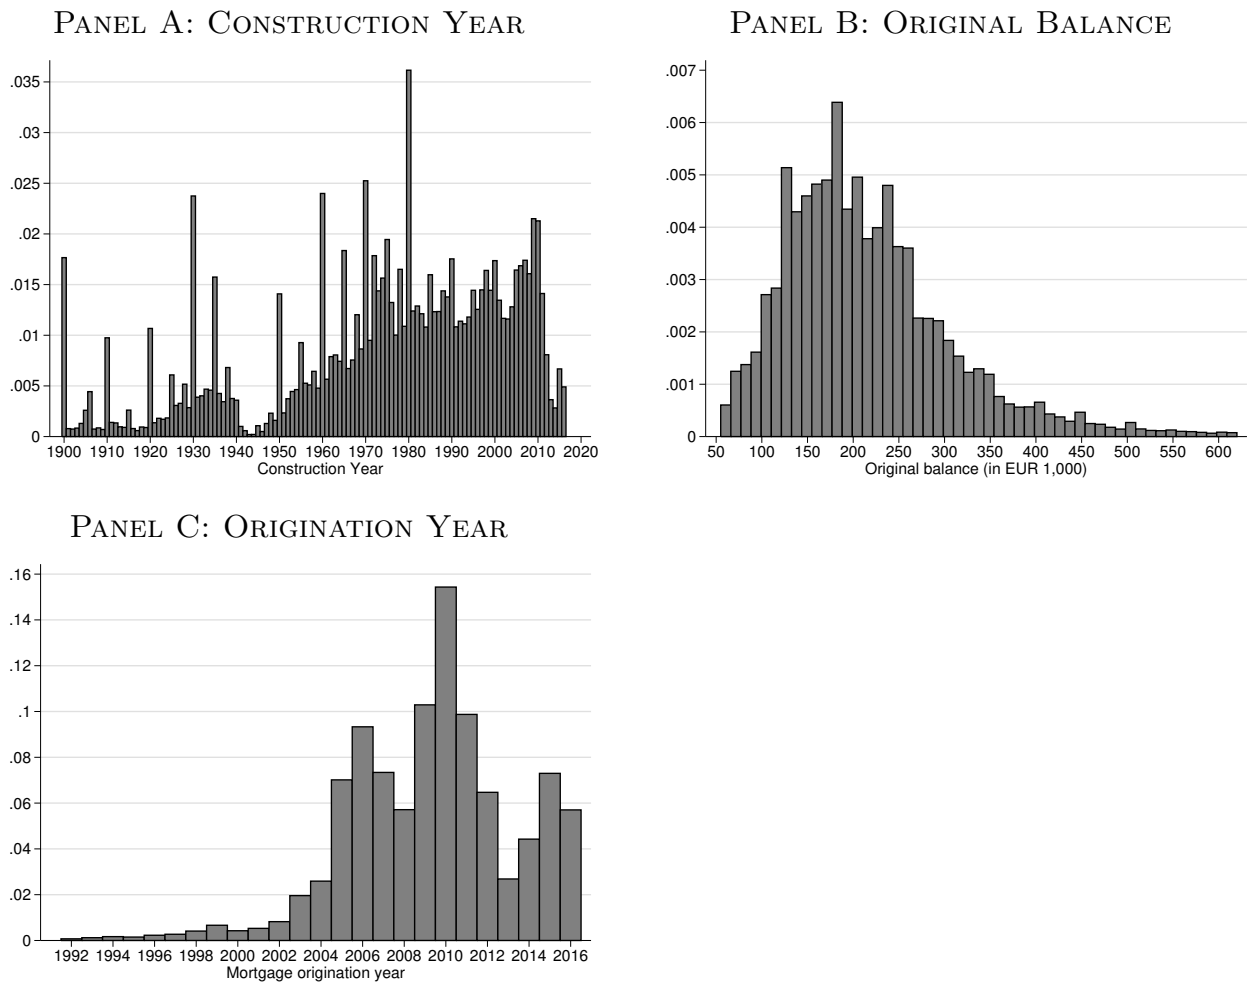 PANEL A: CONSTRUCTION YEAR
.035
.03
.025
.02
.015
.01
.005
0
1900 1910 1920 1930 1940 1950 1960 1970 1980 1990 2000 2010 2020
Construction Year
PANEL B: ORIGINAL BALANCE
.007
.006
.005
.004
.003
.002
.001
0
50 100 150 200 250 300 350 400 450 500 550 600
Original balance (in EUR 1,000)
PANEL C: ORIGINATION YEAR
.16
.14
.12
.1
.08
.06
.04
.02
0
1992 1994 1996 1998 2000 2002 2004 2006 2008 2010 2012 2014 2016
Mortgage origination year